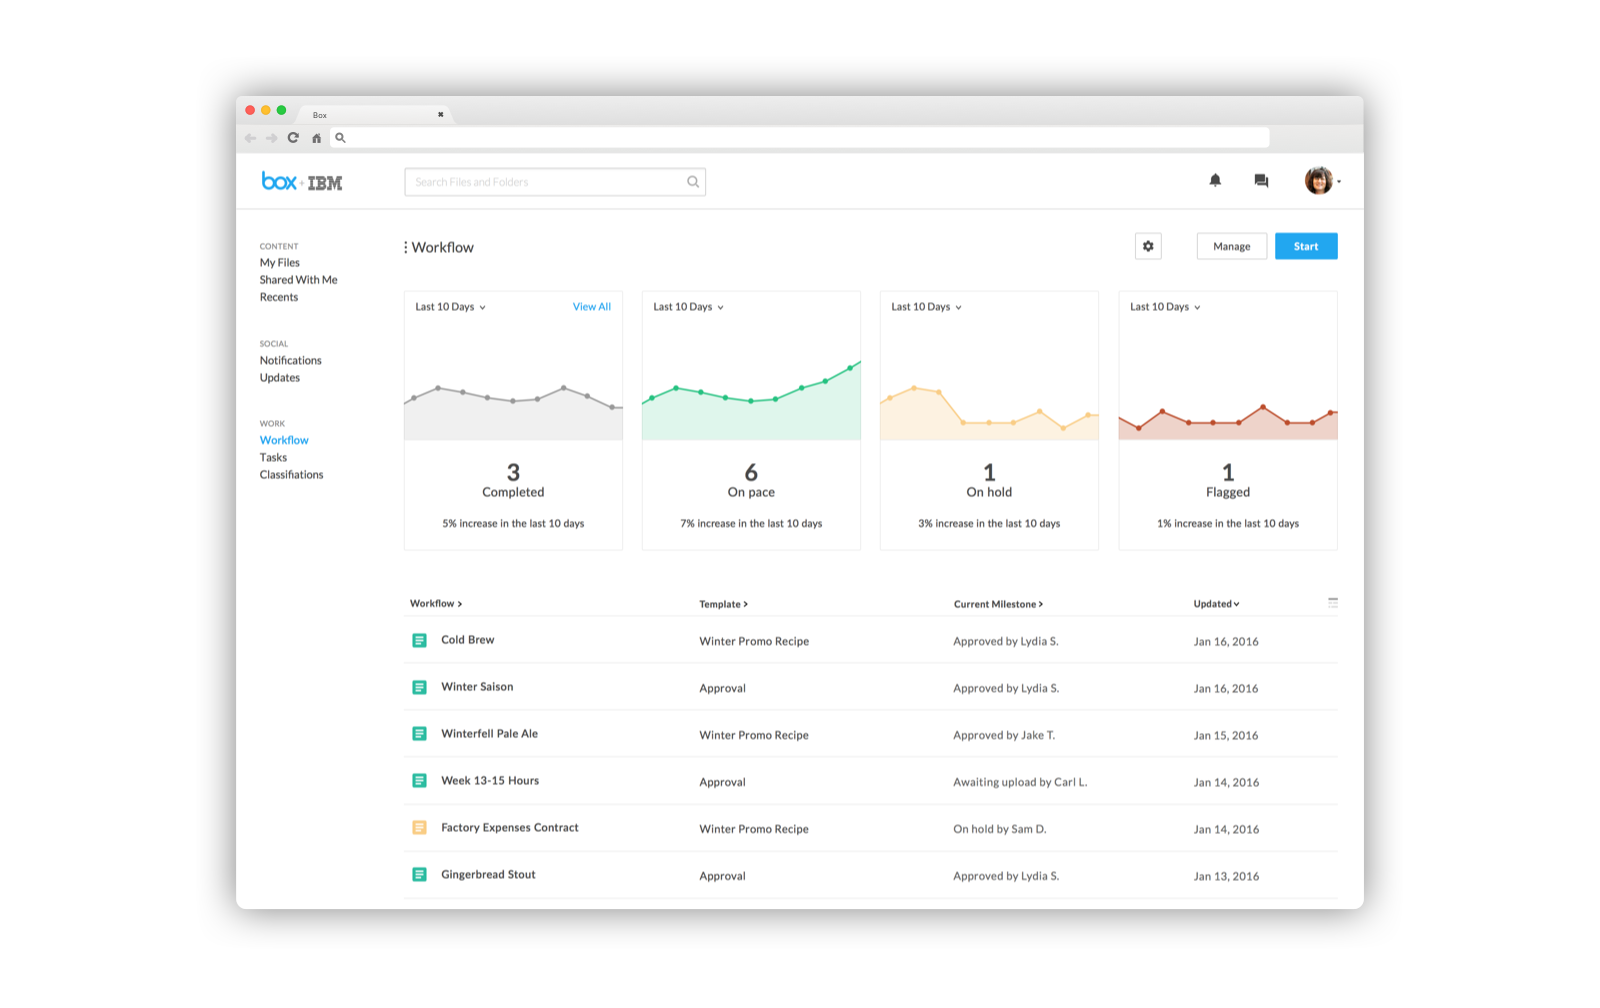 Box
box + IBM
Search Files and Folders
CONTENT
My Files
Shared With Me
Recents
SOCIAL
Notifications
Updates
WORK
Workflow
Tasks
Classifiations
Workflow
Manage
Start
Last 10 Days
View All
3
Completed
5% increase in the last 10 days
Last 10 Days
6
On pace
7% increase in the last 10 days
Last 10 Days
1
On hold
3% increase in the last 10 days
Last 10 Days
1
Flagged
1% increase in the last 10 days
Workflow > Template > Current Milestone > Updated
Cold Brew Winter Promo Recipe Approved by Lydia S. Jan 16, 2016
Winter Saison Approval Approved by Lydia S. Jan 16, 2016
Winterfell Pale Ale Winter Promo Recipe Approved by Jake T. Jan 15, 2016
Week 13-15 Hours Approval Awaiting upload by Carl L. Jan 14, 2016
Factory Expenses Contract Winter Promo Recipe On hold by Sam D. Jan 14, 2016
Gingerbread Stout Approval Approved by Lydia S. Jan 13, 2016